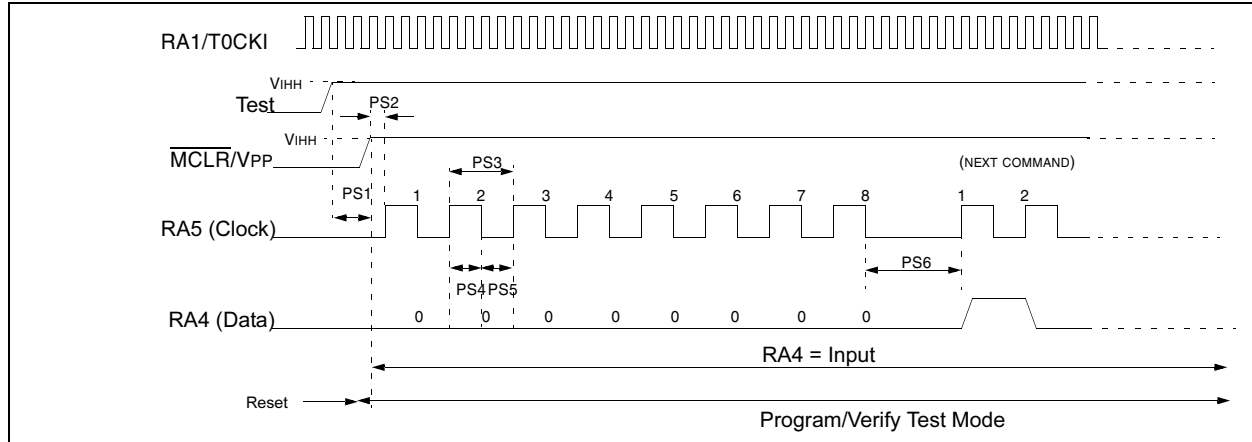 RA1/T0CKI
VIHH
Test
PS2
VIHH
MCLR/VPP
PS3
(NEXT COMMAND)
PS1
1 2 3 4 5 6 7 8 1 2
RA5 (Clock)
PS6
PS4 PS5
RA4 (Data)
0 0 0 0 0 0 0 0
RA4 = Input
Reset
Program/Verify Test Mode